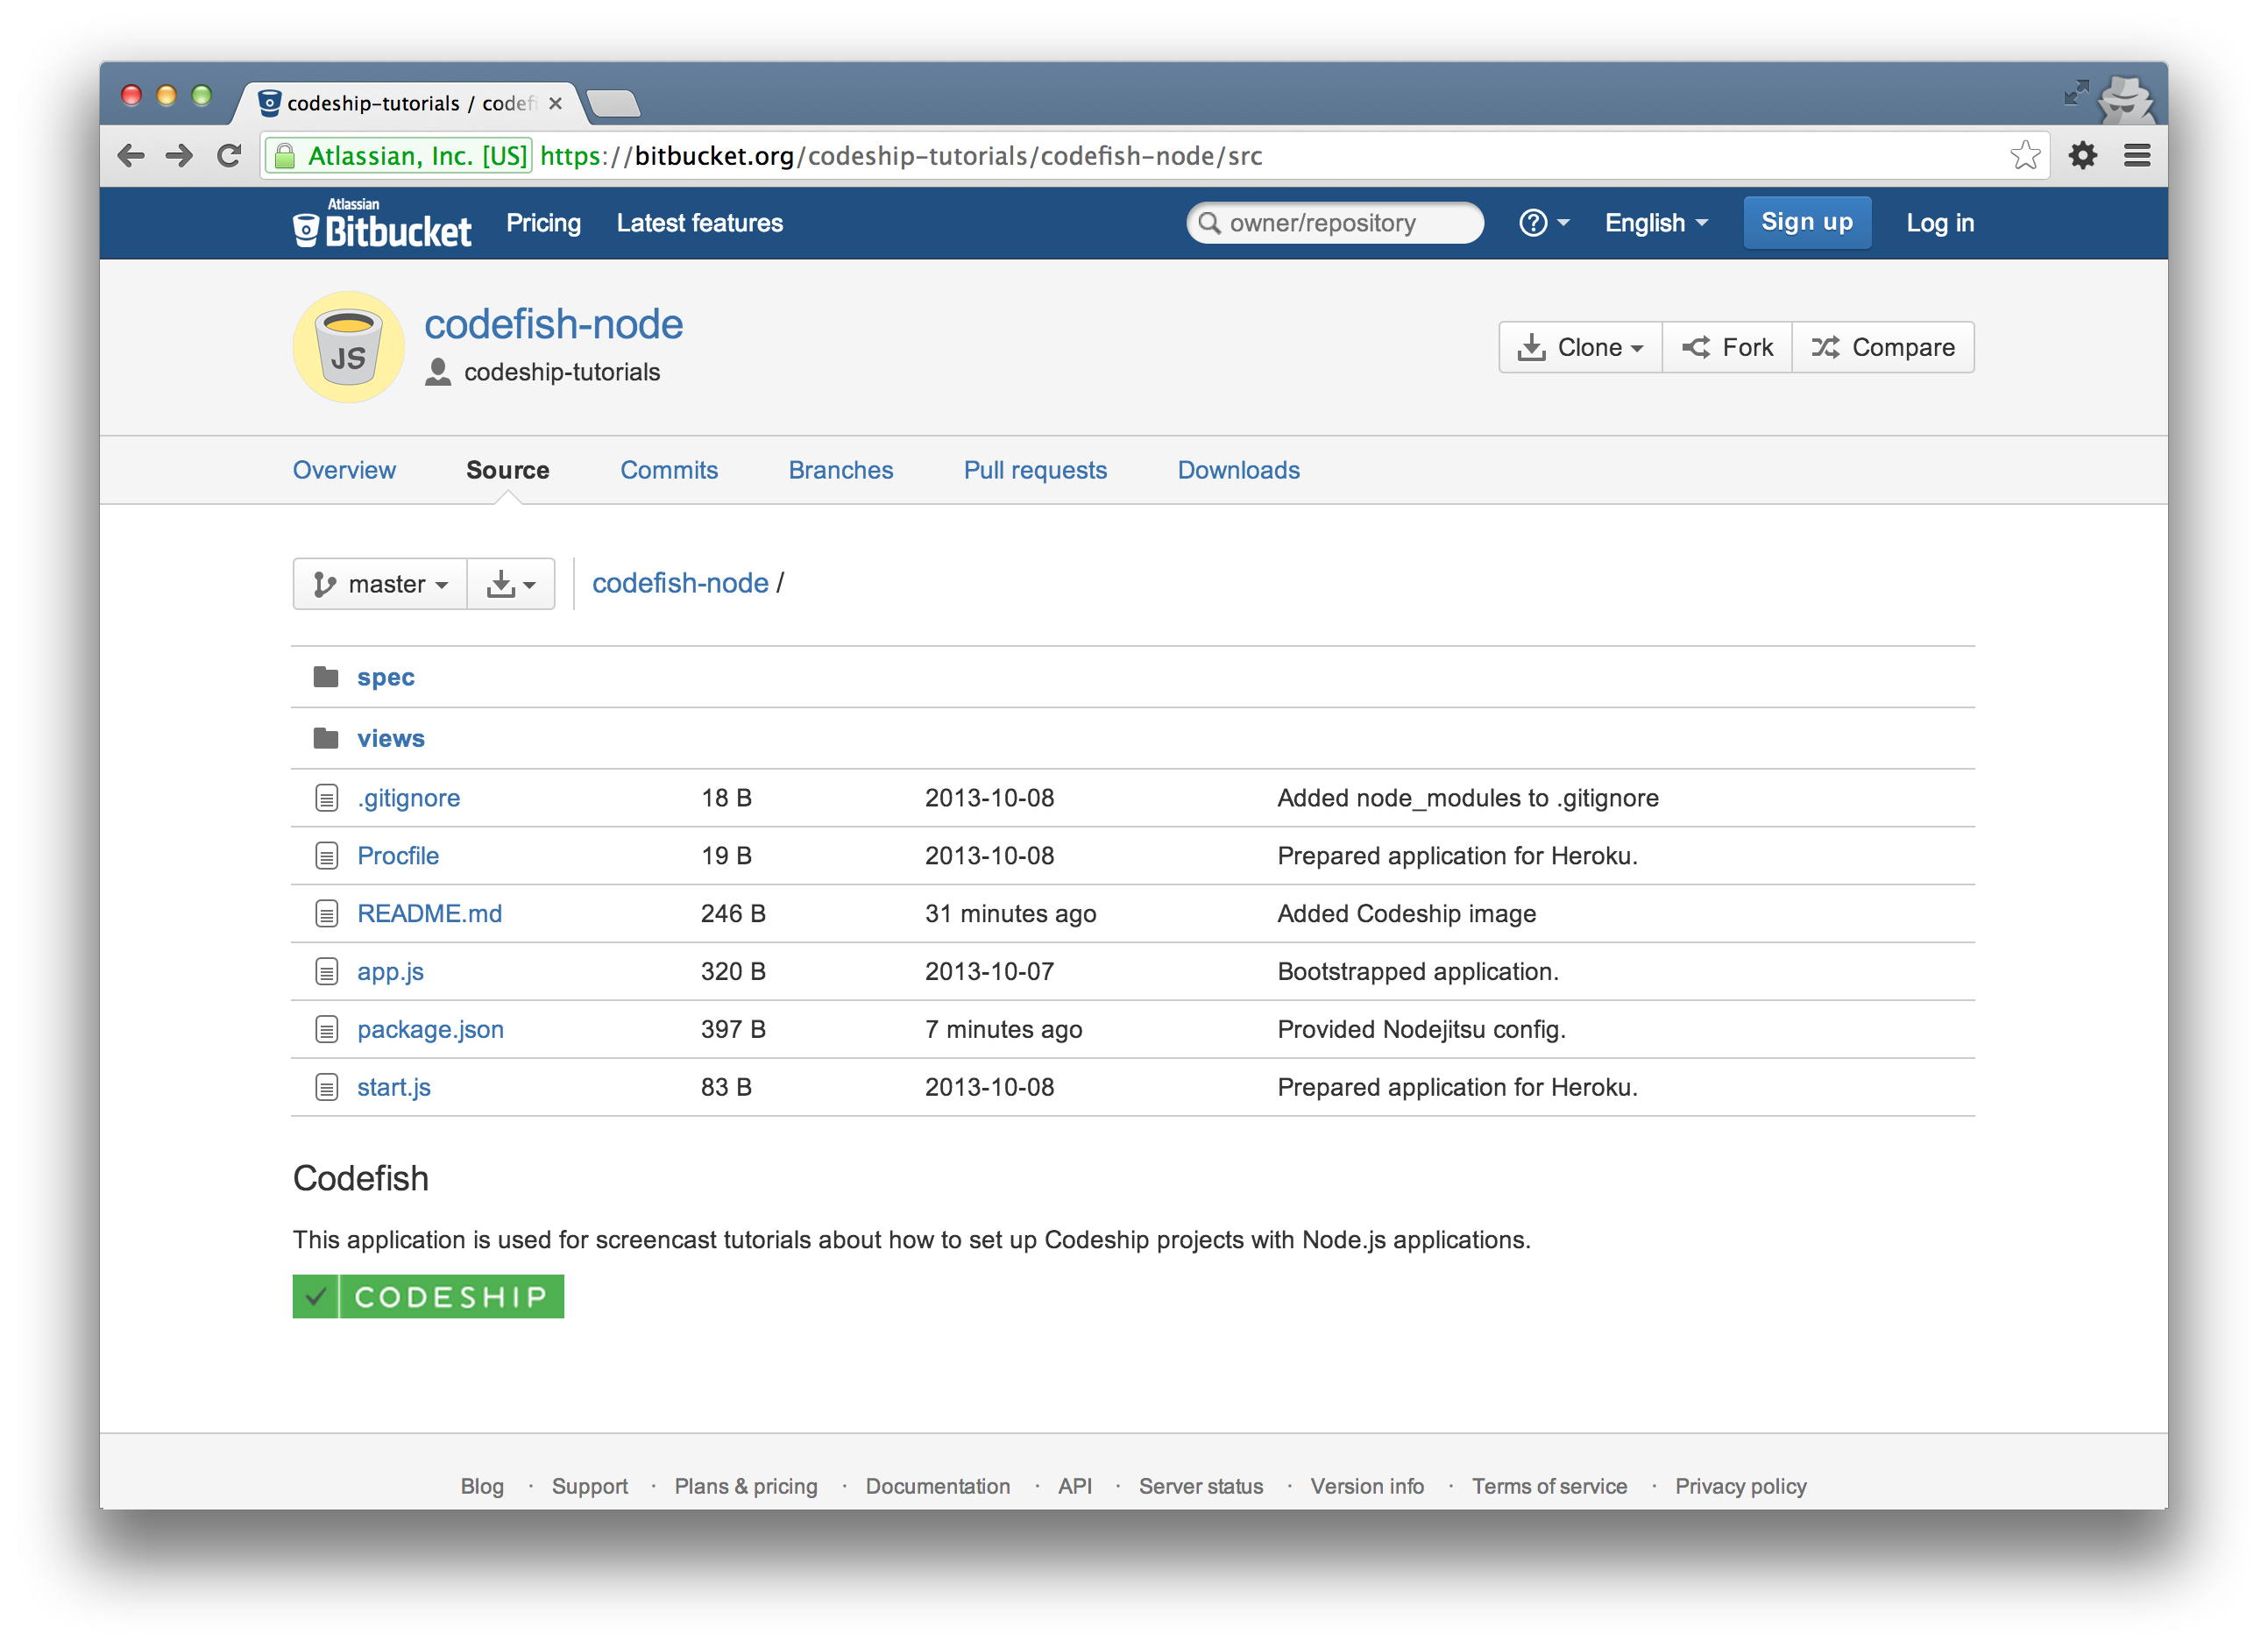 codeship-tutorials / codef
Atlassian, Inc. [US] https://bitbucket.org/codeship-tutorials/codefish-node/src
Atlassian
Bitbucket Pricing Latest features owner/repository English Sign up Log in
JS
codefish-node
codeship-tutorials
Clone Fork Compare
Overview Source Commits Branches Pull requests Downloads
master codefish-node /
spec
views
.gitignore 18 B 2013-10-08 Added node_modules to .gitignore
Procfile 19 B 2013-10-08 Prepared application for Heroku.
README.md 246 B 31 minutes ago Added Codeship image
app.js 320 B 2013-10-07 Bootstrapped application.
package.json 397 B 7 minutes ago Provided Nodejitsu config.
start.js 83 B 2013-10-08 Prepared application for Heroku.
Codefish
This application is used for screencast tutorials about how to set up Codeship projects with Node.js applications.
CODESHIP
Blog · Support · Plans & pricing · Documentation · API · Server status · Version info · Terms of service · Privacy policy